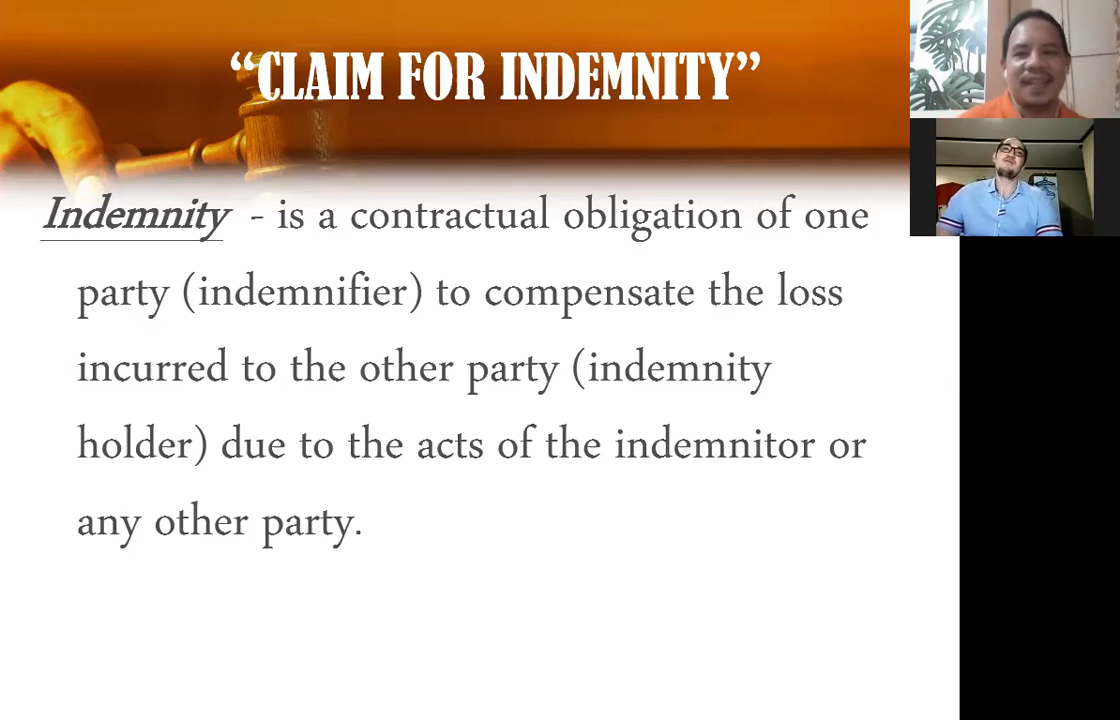 “CLAIM FOR INDEMNITY”
Indemnity - is a contractual obligation of one
party (indemnifier) to compensate the loss
incurred to the other party (indemnity
holder) due to the acts of the indemnitor or
any other party.